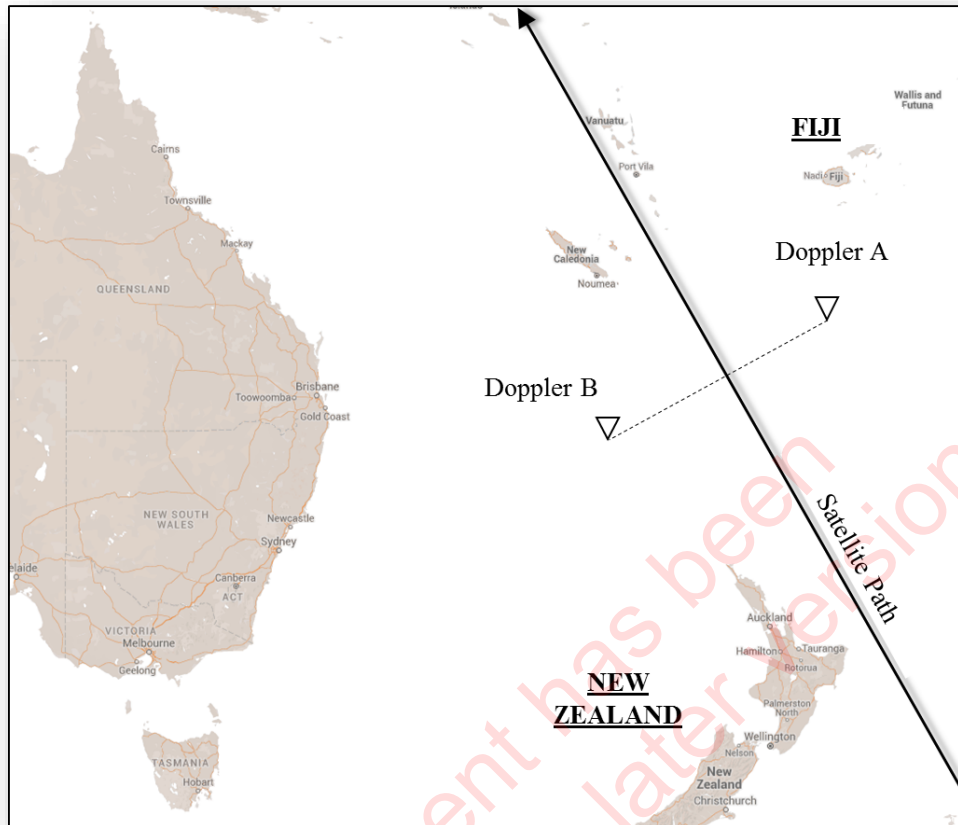 Islands
Wallis and
Futuna
Vanuatu
FIJI
Cairns
Port Vila
Nadi
Fiji
Townsville
Mackay
New
Caledonia
Doppler A
Noumea
QUEENSLAND
Brisbane
Toowoomba
Gold Coast
Doppler B
Satellite Path
NEW SOUTH
WALES
Newcastle
Sydney
elaide
Canberra
ACT
VICTORIA
Melbourne
Geelong
Auckland
Hamilton
Tauranga
Rotorua
NEW
ZEALAND
Palmerston
North
Wellington
Nelson
TASMANIA
Hobart
New
Zealand
Christchurch
ent has been
later version